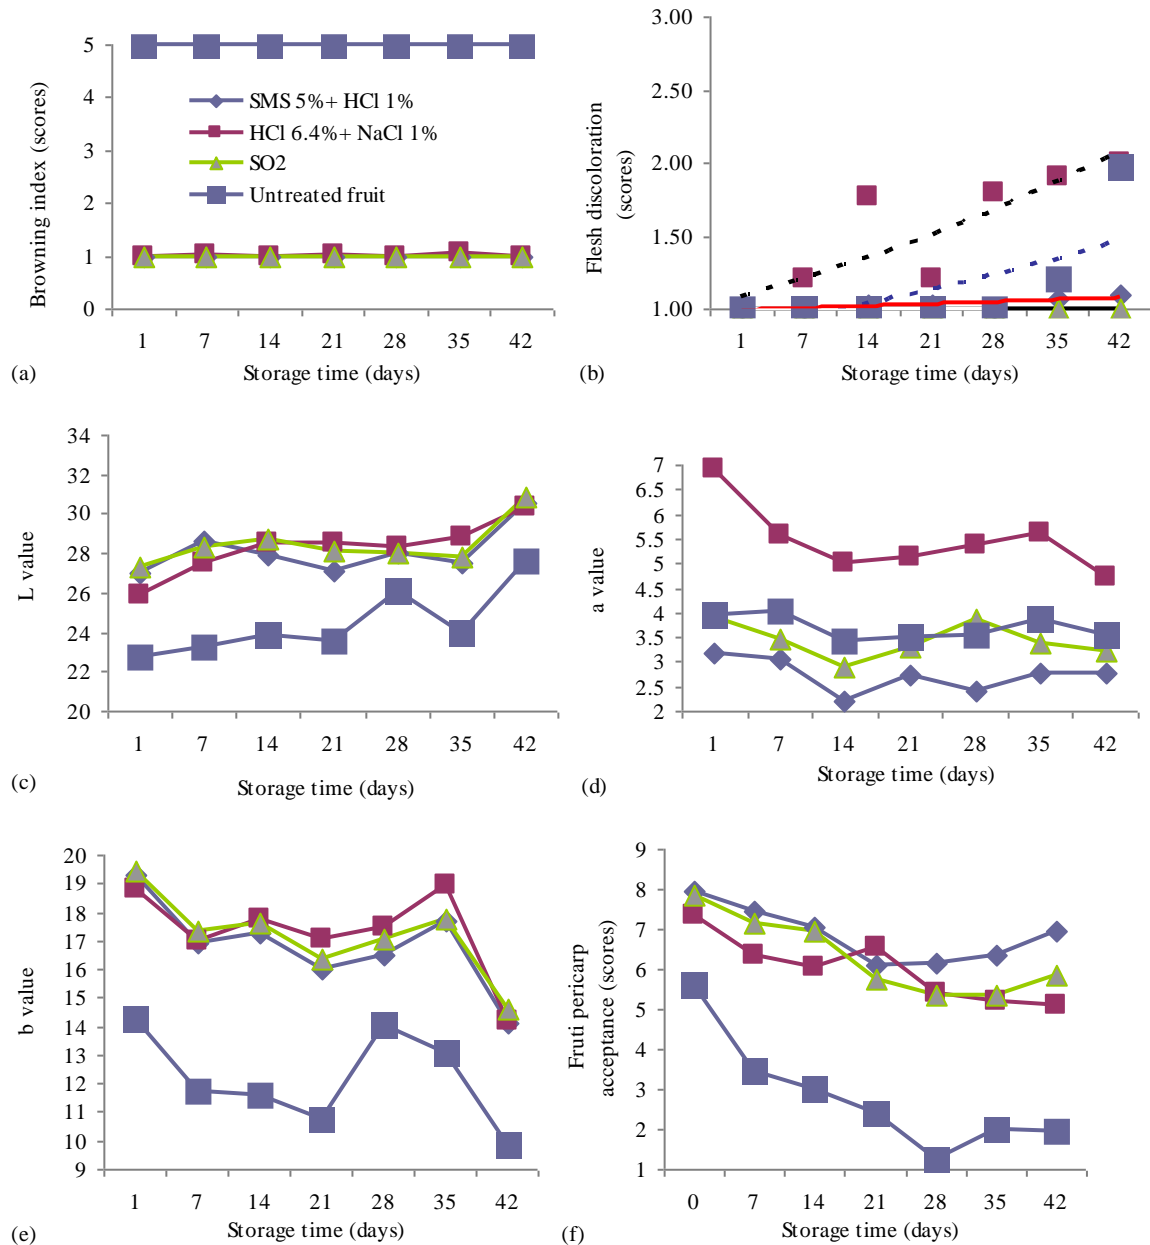 5
4
3
2
1
0
Browning index (scores)
SMS 5%+ HCl 1%
HCl 6.4%+ NaCl 1%
SO2
Untreated fruit
1 7 14 21 28 35 42
Storage time (days)
(a)
3.00
2.50
2.00
1.50
1.00
Flesh discoloration
(scores)
1 7 14 21 28 35 42
Storage time (days)
(b)
34
32
30
28
26
24
22
20
L value
1 7 14 21 28 35 42
Storage time (days)
(c)
7
6.5
6
5.5
5
4.5
4
3.5
3
2.5
2
a value
1 7 14 21 28 35 42
Storage time (days)
(d)
20
19
18
17
16
15
14
13
12
11
10
9
b value
1 7 14 21 28 35 42
Storage time (days)
(e)
9
8
7
6
5
4
3
2
1
Fruti pericarp
acceptance (scores)
0 7 14 21 28 35 42
Storage time (days)
(f)